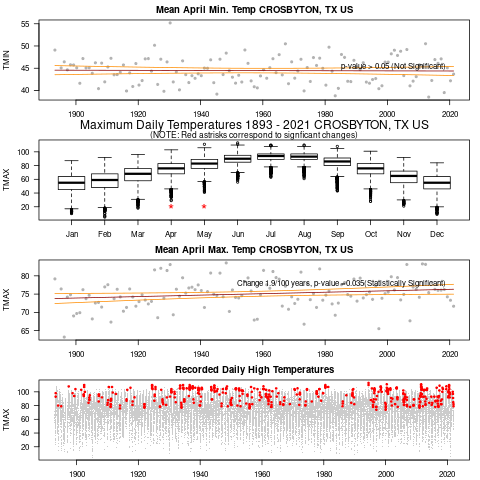 Mean April Min. Temp CROSBYTON, TX US
TMIN
55
50
45
40
p-value > 0.05 (Not Significant)
1900 1920 1940 1960 1980 2000 2020
Maximum Daily Temperatures 1893 - 2021 CROSBYTON, TX US
(NOTE: Red astrisks correspond to signficant changes)
TMAX
100
80
60
40
20
* *
Jan Feb Mar Apr May Jun Jul Aug Sep Oct Nov Dec
Mean April Max. Temp CROSBYTON, TX US
TMAX
80
75
70
65
Change 1.9/100 years, p-value =0.035(Statistically Significant)
1900 1920 1940 1960 1980 2000 2020
Recorded Daily High Temperatures
TMAX
100
80
60
40
20
1900 1920 1940 1960 1980 2000 2020